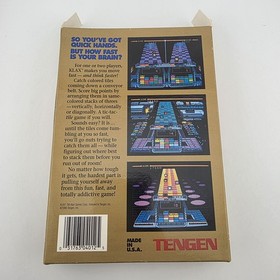 SO YOU'VE GOT
QUICK HANDS.
BUT HOW FAST
IS YOUR BRAIN?
For one or two players,
KLAX™ makes you move
fast — and think faster!
Catch colored tiles
coming down a conveyor
belt. Score big points by
arranging them in same-
colored stacks of three
— vertically, horizontally
or diagonally. A tic-tac-
tile game if you will.
Sounds easy? It is
... until the tiles come tum-
bling at you so fast,
you'll go nuts trying to
catch them all — while
figuring out where best
to stack them before you
run out of room!
No matter how tough
it gets, the hardest part is
pulling yourself away
from this fun, fast, and
totally addictive game!
MADE
IN
U.S.A.
TENGEN